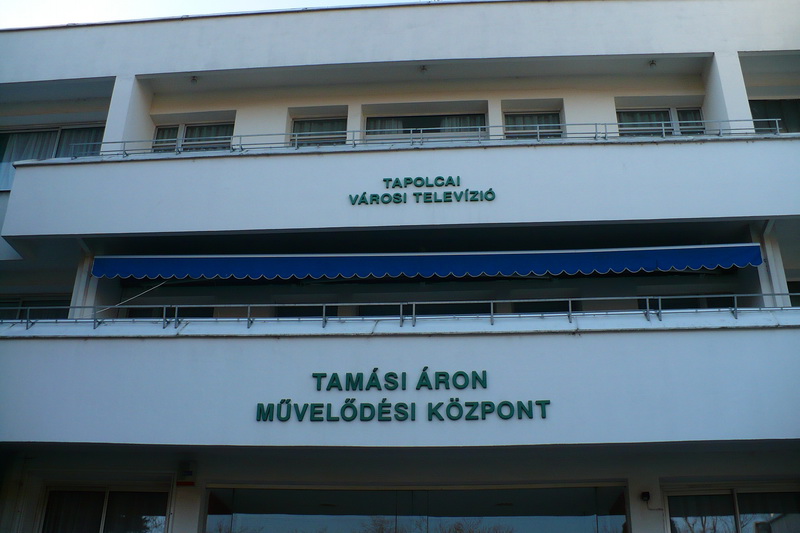 TAPOLCAI
VÁROSI TELEVÍZIÓ
TAMÁSI ÁRON
MŰVELŐDÉSI KÖZPONT